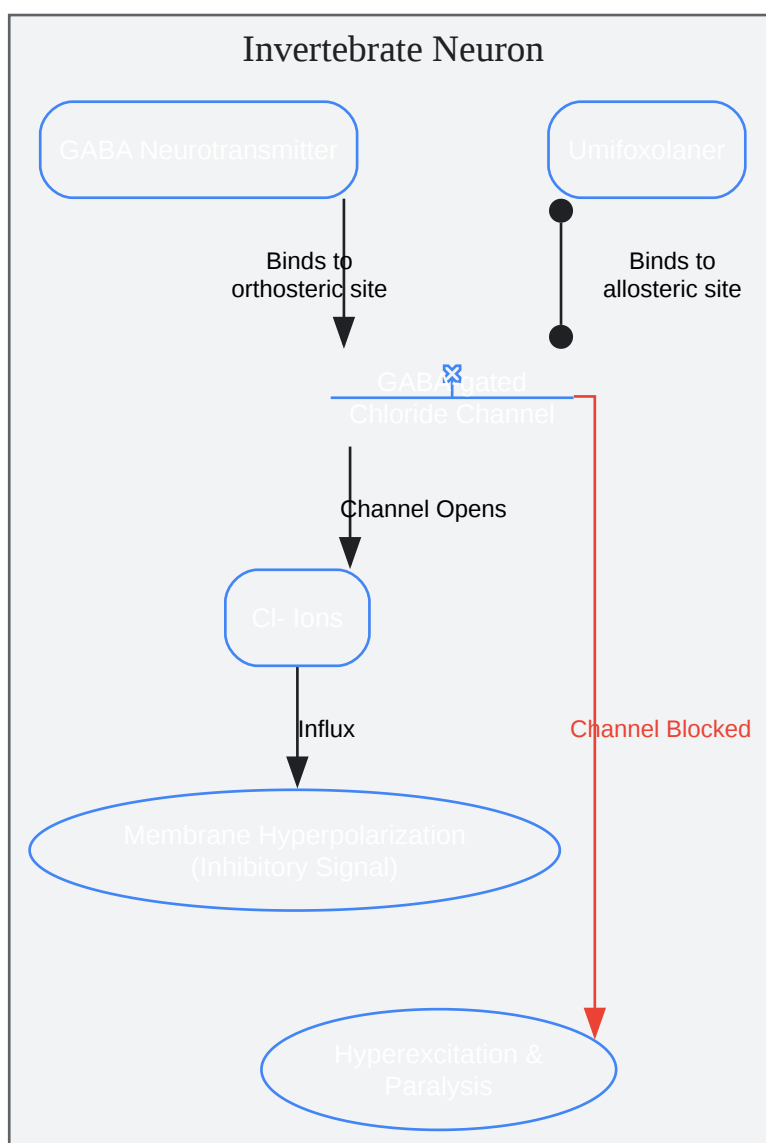 Invertebrate Neuron
GABA Neurotransmitter
Umifoxolaner
Binds to
orthosteric site
Binds to
allosteric site
GABA-gated
Chloride Channel
Channel Opens
Cl- Ions
Influx
Channel Blocked
Membrane Hyperpolarization
(Inhibitory Signal)
Hyperexcitation &
Paralysis